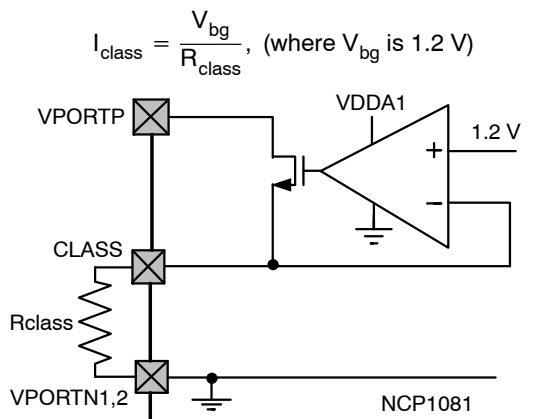 I_class = V_bg / R_class, (where V_bg is 1.2 V)
VPORTP
VDDA1
1.2 V
+
−
CLASS
Rclass
VPORTN1,2
NCP1081